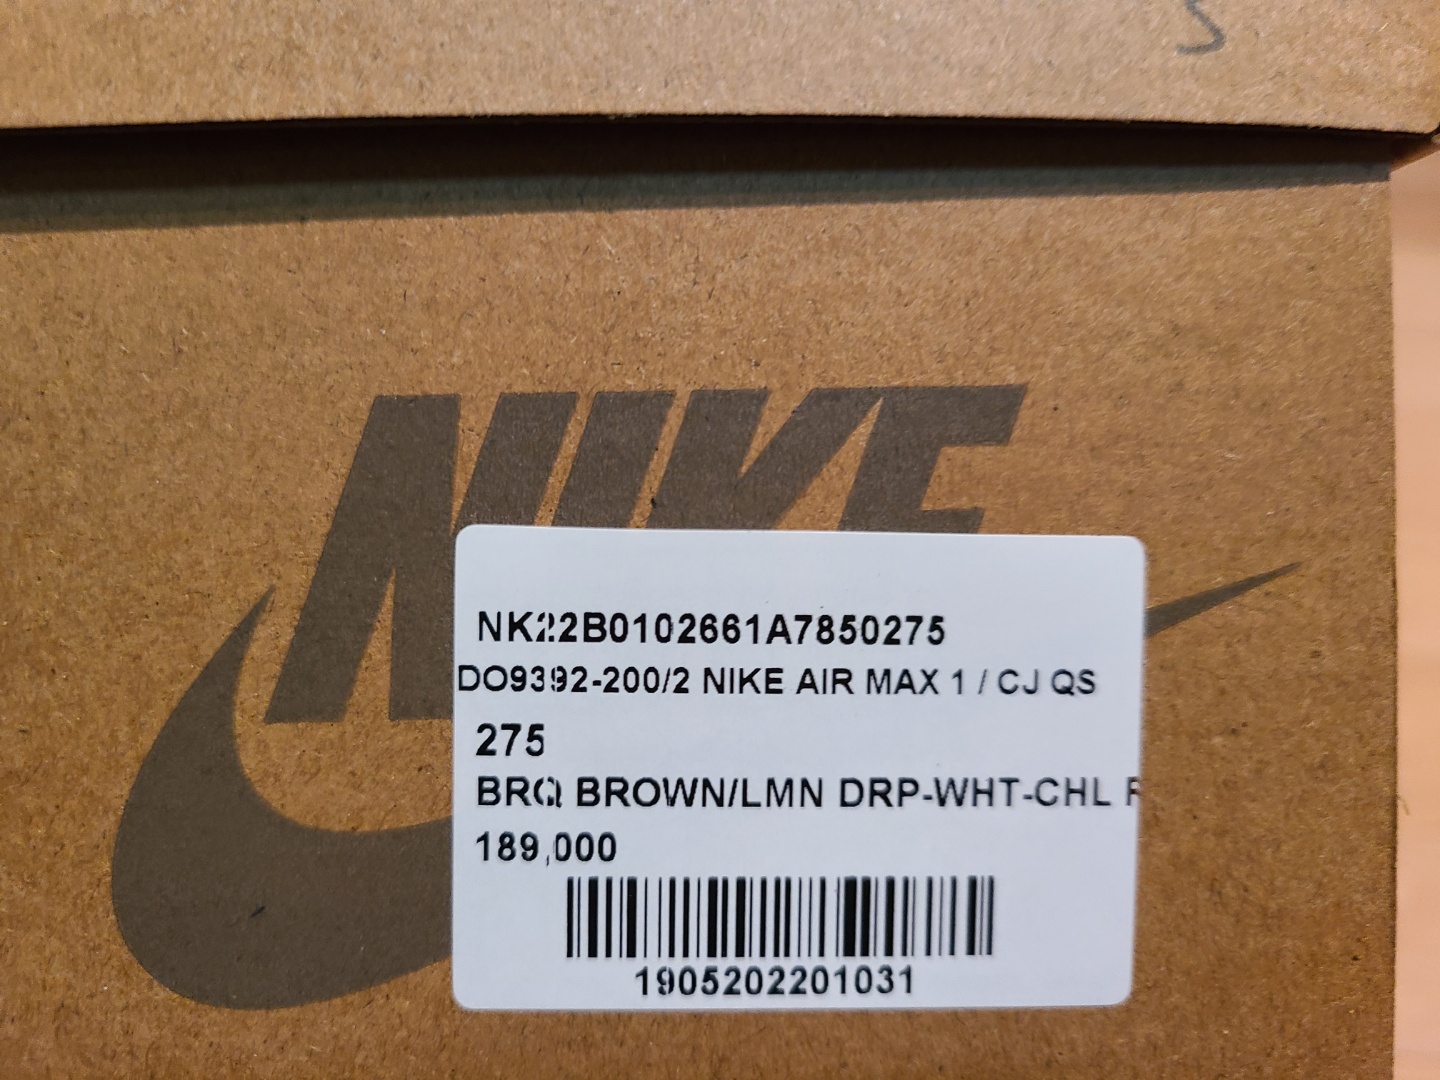 S
NIKE
NK22B0102661A7850275
DO9392-200/2 NIKE AIR MAX 1 / CJ QS
275
BRQ BROWN/LMN DRP-WHT-CHL R
189,000
1905202201031